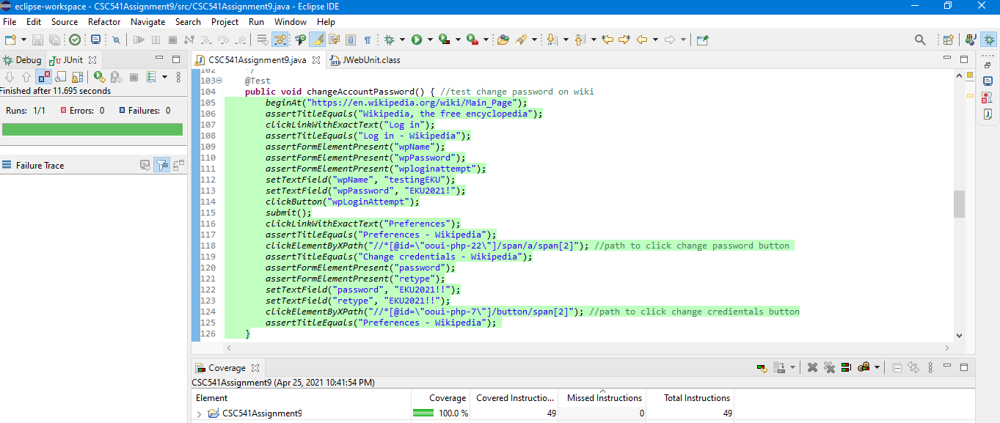 eclipse-workspace - CSC541Assignment9/src/CSC541Assignment9.java - Eclipse IDE
File Edit Source Refactor Navigate Search Project Run Window Help
Debug JUnit
Finished after 11.695 seconds
Runs: 1/1 Errors: 0 Failures: 0
Failure Trace
CSC541Assignment9.java JWebUnit.class
102 */
103 @Test
104 public void changeAccountPassword() { //test change password on wiki
105 beginAt("https://en.wikipedia.org/wiki/Main_Page");
106 assertTitleEquals("Wikipedia, the free encyclopedia");
107 clickLinkWithExactText("Log in");
108 assertTitleEquals("Log in - Wikipedia");
109 assertFormElementPresent("wpName");
110 assertFormElementPresent("wpPassword");
111 assertFormElementPresent("wploginattempt");
112 setTextField("wpName", "testingEKU");
113 setTextField("wpPassword", "EKU2021!");
114 clickButton("wpLoginAttempt");
115 submit();
116 clickLinkWithExactText("Preferences");
117 assertTitleEquals("Preferences - Wikipedia");
118 clickElementByXPath("//*[@id=\"ooui-php-22\"]/span/a/span[2]"); //path to click change password button
119 assertTitleEquals("Change credentials - Wikipedia");
120 assertFormElementPresent("password");
121 assertFormElementPresent("retype");
122 setTextField("password", "EKU2021!!");
123 setTextField("retype", "EKU2021!!");
124 clickElementByXPath("//*[@id=\"ooui-php-7\"]/button/span[2]"); //path to click change credientals button
125 assertTitleEquals("Preferences - Wikipedia");
126 }
Coverage
CSC541Assignment9 (Apr 25, 2021 10:41:54 PM)
Element Coverage Covered Instructio... Missed Instructions Total Instructions
CSC541Assignment9 100.0 % 49 0 49